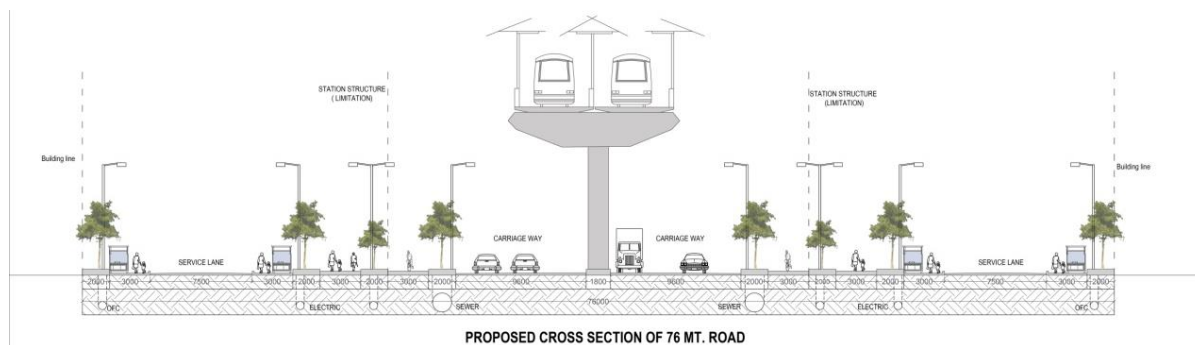 STATION STRUCTURE
( LIMITATION)
STATION STRUCTURE
(LIMITATION)
Building line
Building line
CARRIAGE WAY
CARRIAGE WAY
SERVICE LANE
SERVICE LANE
2000 3000 7500 3000 2000 3000 2000 3000 2000 9600 1800 9600 2000 3000 2000 3000 2000 3000 7500 3000 2000
OFC ELECTRIC SEWER 76000 SEWER ELECTRIC OFC
PROPOSED CROSS SECTION OF 76 MT. ROAD